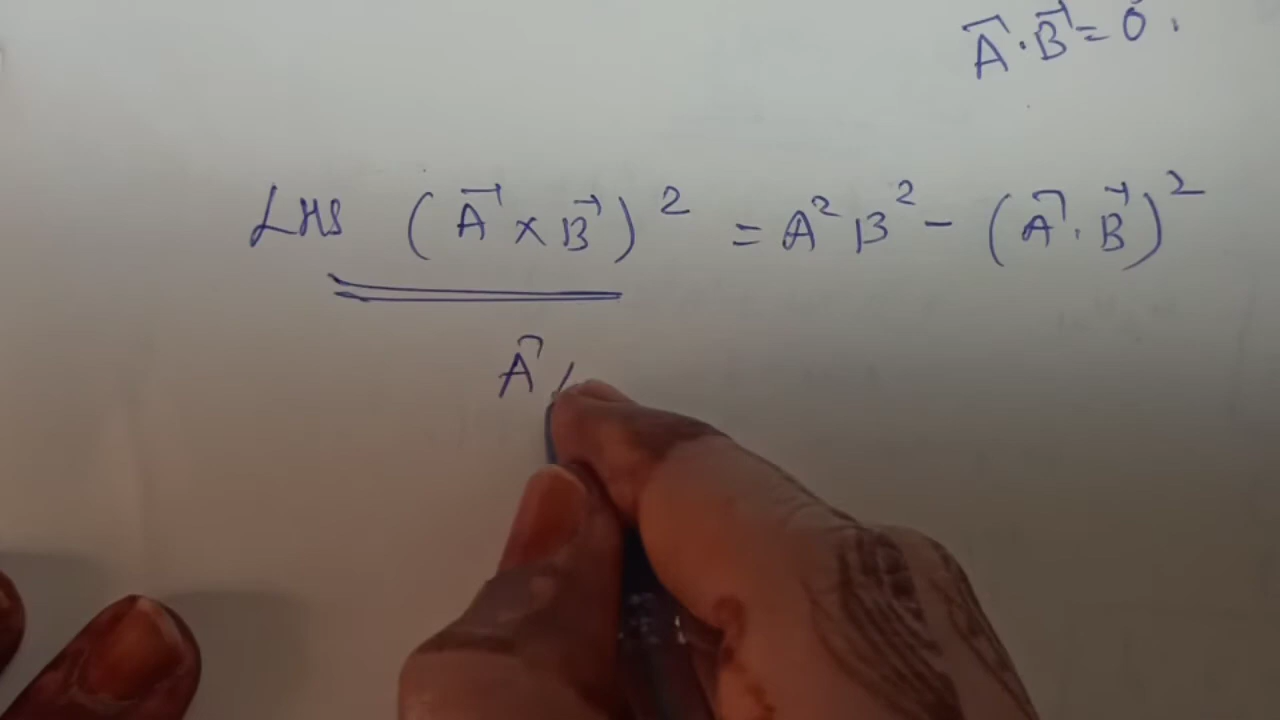 A⃗ · B⃗ = 0 .
LHS (A⃗ × B⃗)² = A²B² − (A⃗ . B⃗)²
A⃗